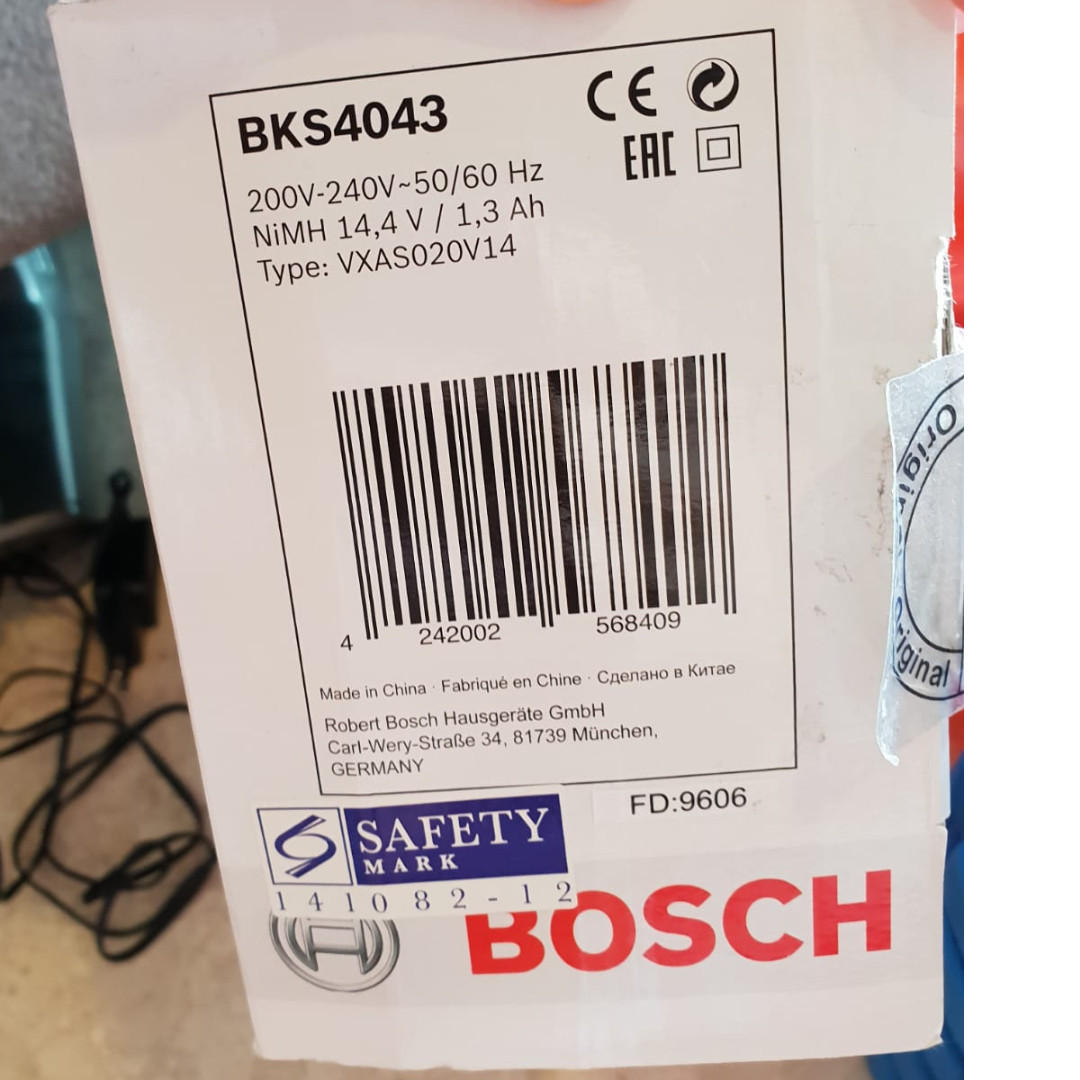 BKS4043
CE
EAC
200V-240V~50/60 Hz
NiMH 14,4 V / 1,3 Ah
Type: VXAS020V14
4 242002 568409
Made in China · Fabriqué en Chine · Сделано в Китае
Robert Bosch Hausgeräte GmbH
Carl-Wery-Straße 34, 81739 München,
GERMANY
FD:9606
SAFETY
MARK
141082-12
BOSCH
Original
Original